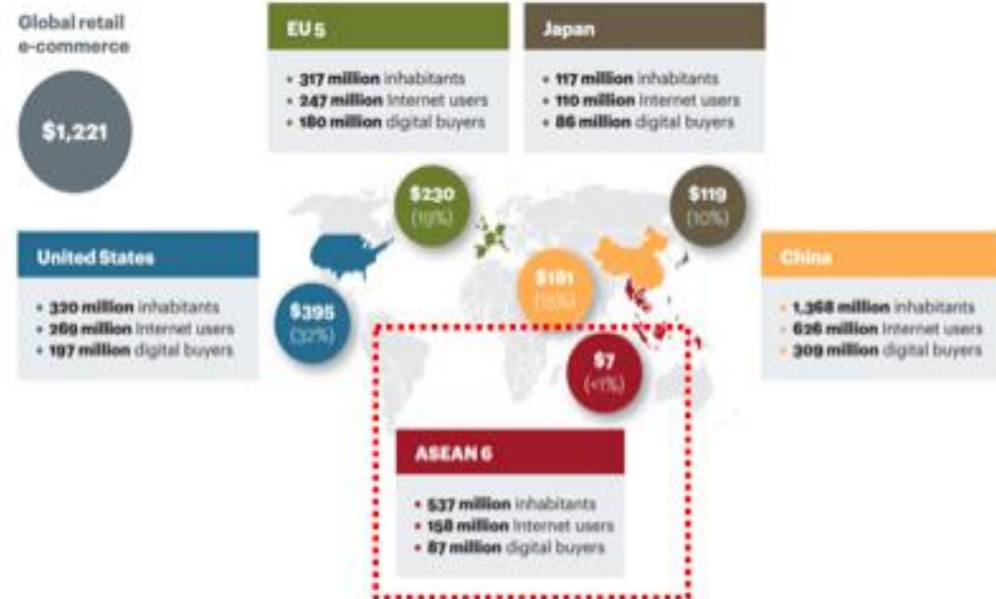 Global retail
e-commerce
$1,221
EU 5
• 317 million inhabitants
• 247 million Internet users
• 180 million digital buyers
Japan
• 117 million inhabitants
• 110 million Internet users
• 86 million digital buyers
$230
(19%)
$119
(10%)
United States
• 320 million inhabitants
• 269 million Internet users
• 197 million digital buyers
$395
(32%)
$181
(15%)
China
• 1,368 million inhabitants
• 626 million Internet users
• 309 million digital buyers
$7
(<1%)
ASEAN 6
• 537 million inhabitants
• 158 million Internet users
• 87 million digital buyers